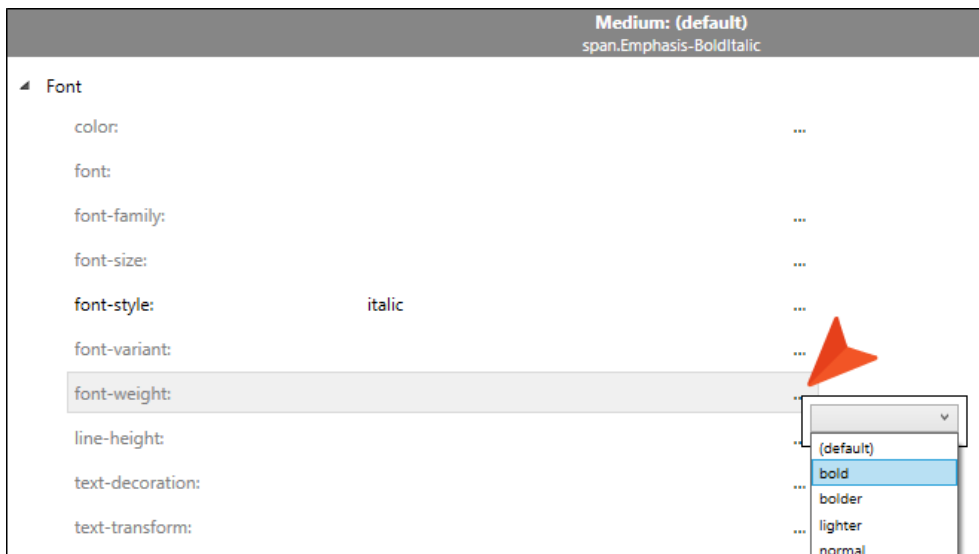 Medium: (default)
span.Emphasis-BoldItalic
Font
color: ...
font:
font-family: ...
font-size: ...
font-style: italic ...
font-variant: ...
font-weight: ...
line-height: ...
(default)
bold
text-decoration: ...
bolder
text-transform: ... lighter
normal